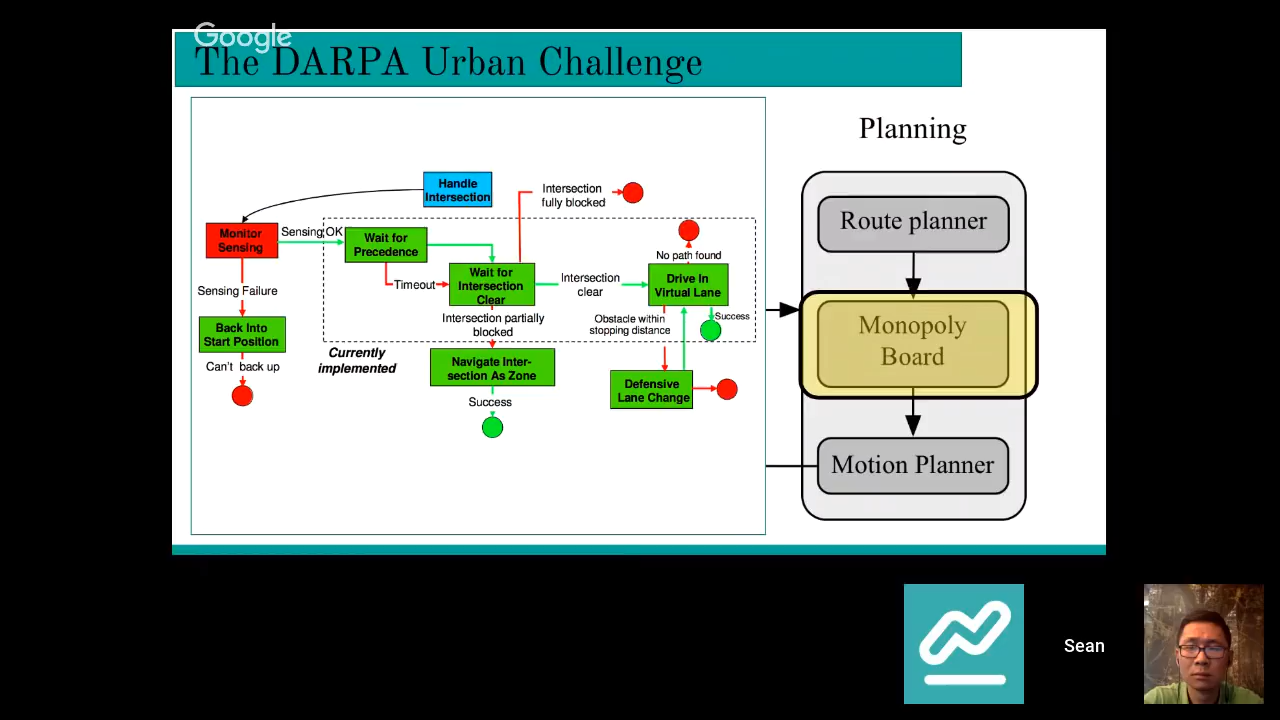 Google
The DARPA Urban Challenge
Planning
Handle
Intersection
Intersection
fully blocked
Monitor
Sensing
Sensing OK
Wait for
Precedence
No path found
Timeout
Wait for
Intersection
Clear
Intersection
clear
Drive In
Virtual Lane
Sensing Failure
Intersection partially
blocked
Obstacle within
stopping distance
Success
Back Into
Start Position
Can't back up
Currently
implemented
Navigate Inter-
section As Zone
Success
Defensive
Lane Change
Route planner
Monopoly
Board
Motion Planner
Sean